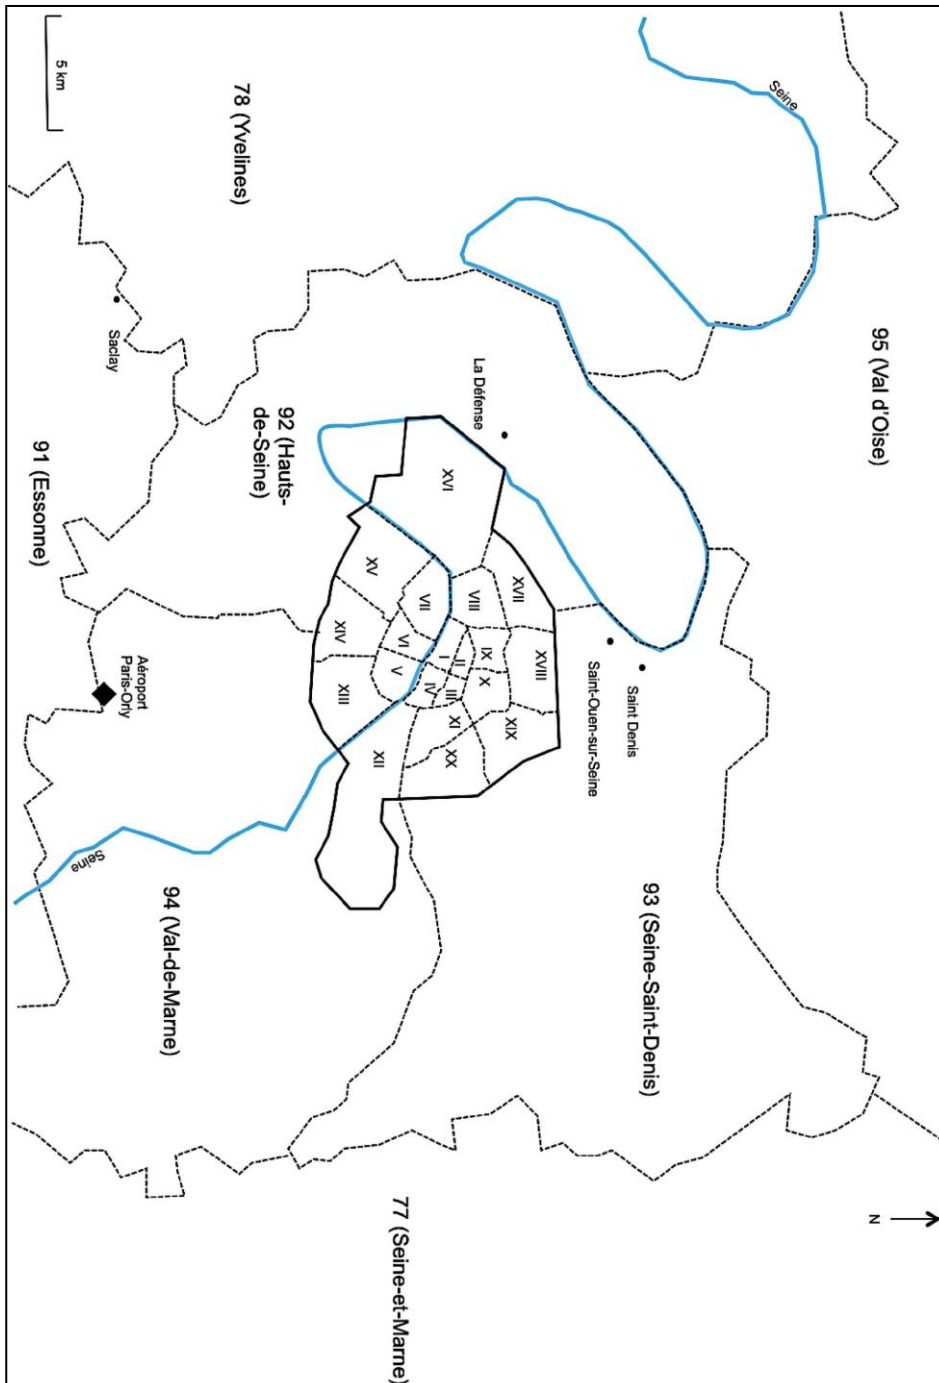 Seine
95 (Val d'Oise)
78 (Yvelines)
5 km
La Défense
Saint Denis
Saint-Ouen-sur-Seine
93 (Seine-Saint-Denis)
N
Saclay
92 (Hauts-
de-Seine)
XVI
XVII
XVIII
XIX
VIII
IX
X
II
III
I
IV
XI
XX
VII
VI
V
XV
XIV
XIII
XII
91 (Essonne)
Aéroport
Paris-Orly
Seine
94 (Val-de-Marne)
77 (Seine-et-Marne)